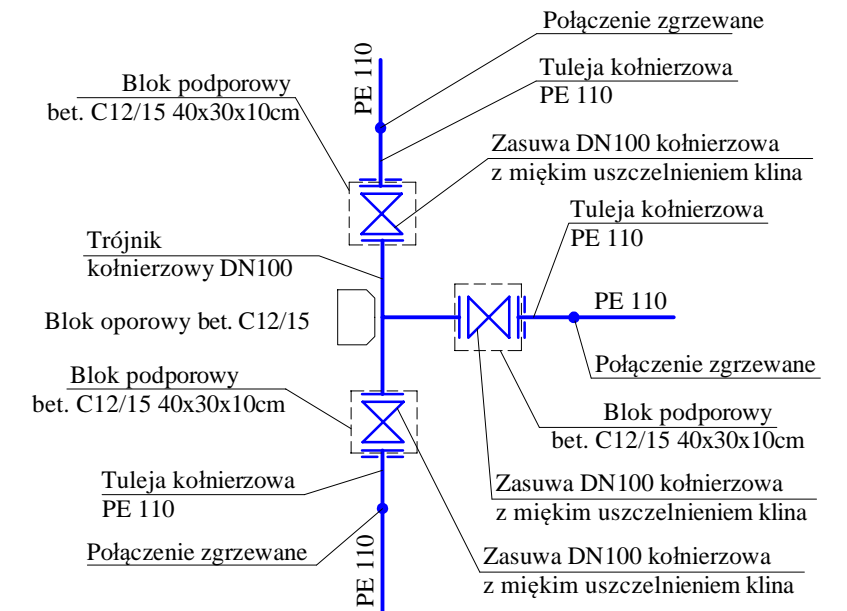 Połączenie zgrzewane
PE 110
Tuleja kołnierzowa
PE 110
Blok podporowy
bet. C12/15 40x30x10cm
Zasuwa DN100 kołnierzowa
z miękim uszczelnieniem klina
Tuleja kołnierzowa
PE 110
Trójnik
kołnierzowy DN100
PE 110
Blok oporowy bet. C12/15
Połączenie zgrzewane
Blok podporowy
bet. C12/15 40x30x10cm
Blok podporowy
bet. C12/15 40x30x10cm
Tuleja kołnierzowa
PE 110
Zasuwa DN100 kołnierzowa
z miękim uszczelnieniem klina
Połączenie zgrzewane
PE 110
Zasuwa DN100 kołnierzowa
z miękim uszczelnieniem klina